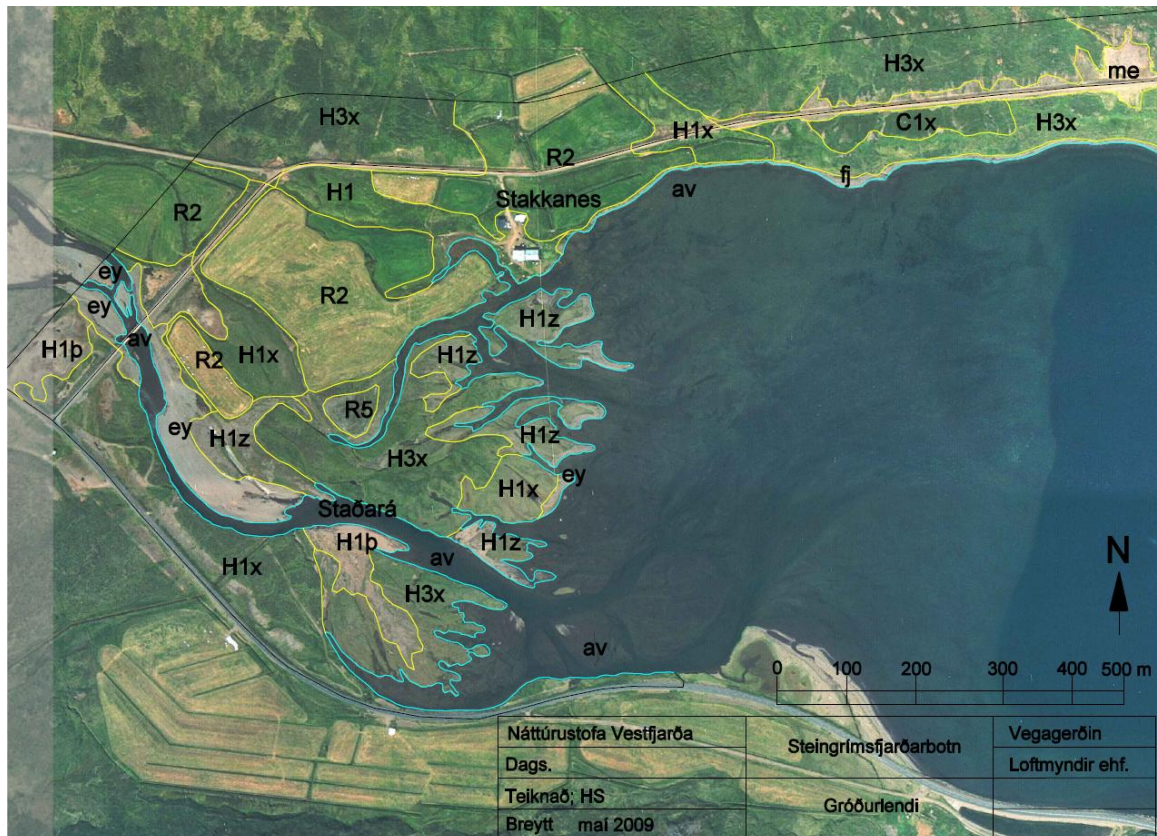 H3x
me
H3x
H1x
C1x
H3x
R2
fj
H1
av
Stakkanes
R2
ey
ey
R2
H1z
av
H1þ
H1x
H1z
R2
R5
ey
H1z
H1z
H3x
ey
H1x
Staðará
H1þ
H1z
N
av
H1x
H3x
av
0 100 200 300 400 500 m
Náttúrustofa Vestfjarða
Steingrímsfjarðarbotn
Vegagerðin
Dags.
Loftmyndir ehf.
Teiknað; HS
Gróðurlendi
Breytt maí 2009